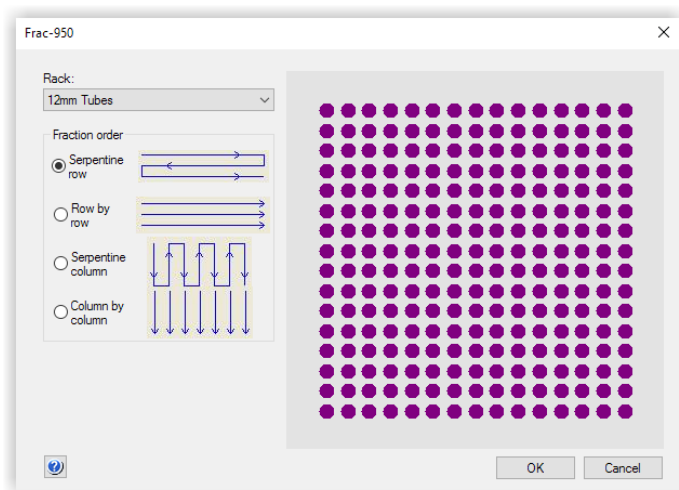 Frac-950
Rack:
12mm Tubes
Fraction order
Serpentine
row
Row by
row
Serpentine
column
Column by
column
OK
Cancel